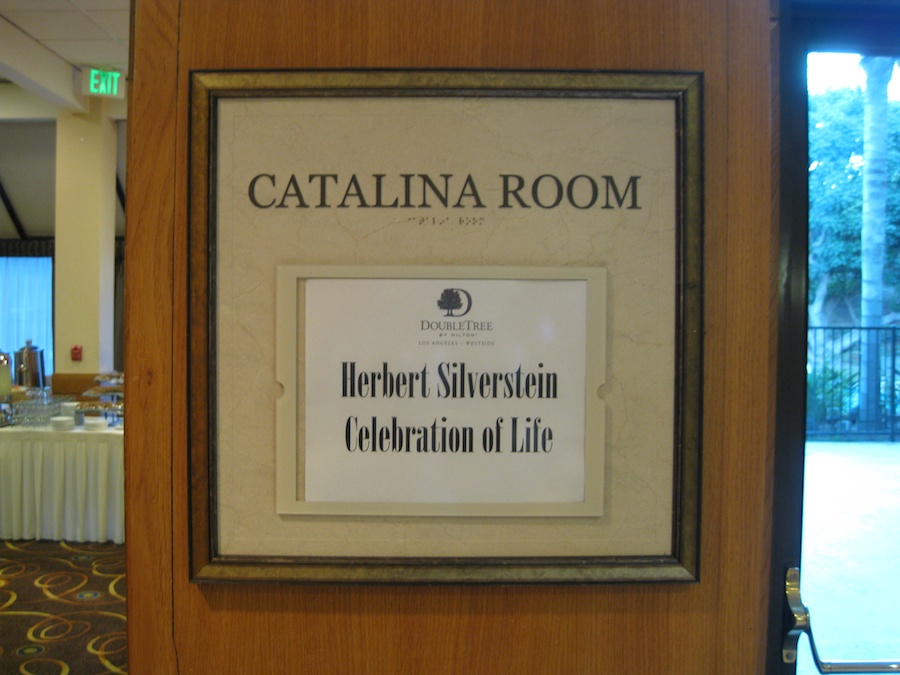 EXIT
CATALINA ROOM
DOUBLETREE
BY HILTON
LOS ANGELES - WESTSIDE
Herbert Silverstein
Celebration of Life